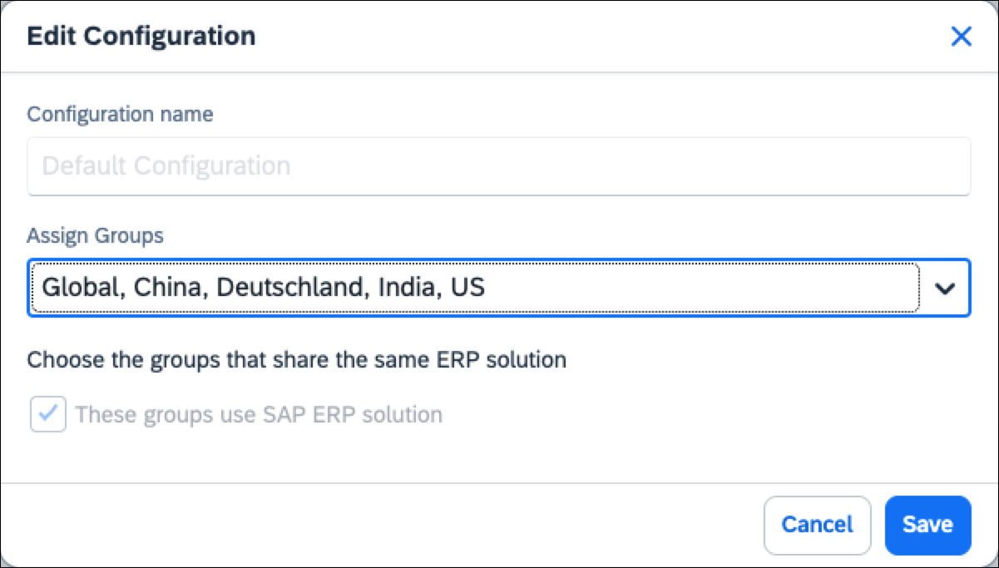 Edit Configuration
Configuration name
Default Configuration
Assign Groups
Global, China, Deutschland, India, US
Choose the groups that share the same ERP solution
These groups use SAP ERP solution
Cancel Save